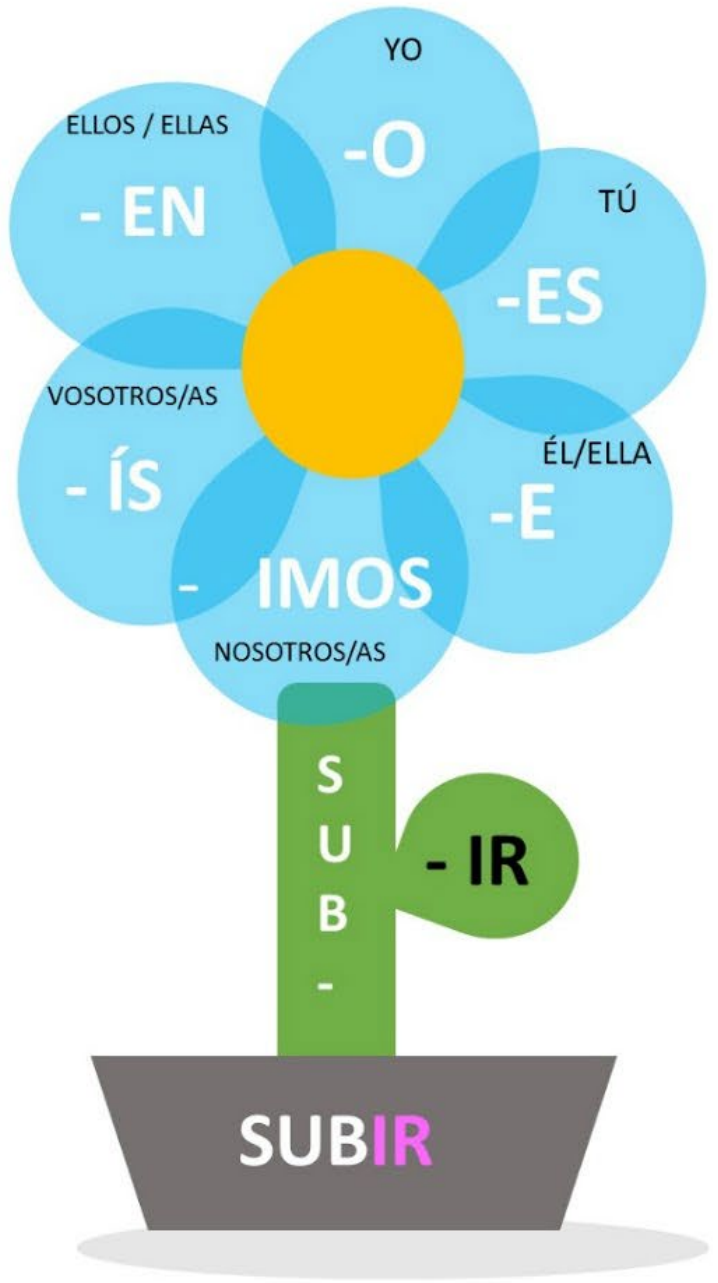 YO
-O
TÚ
-ES
ÉL/ELLA
-E
- IMOS
NOSOTROS/AS
VOSOTROS/AS
- ÍS
ELLOS / ELLAS
- EN
S
U
B
-
- IR
SUBIR